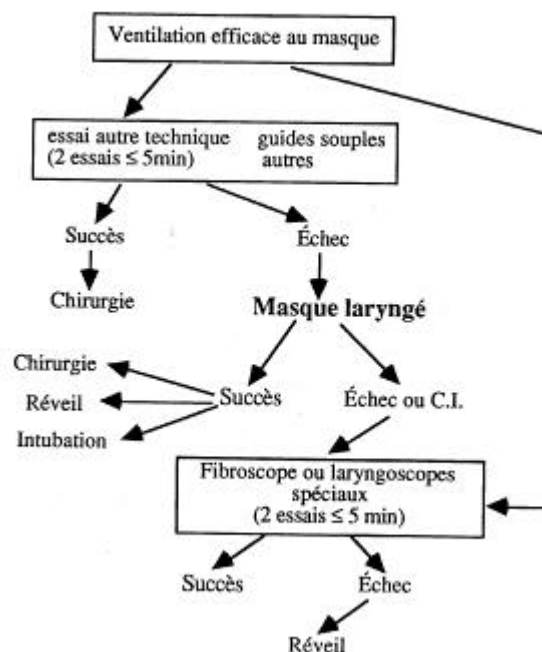 Ventilation efficace au masque
essai autre technique guides souples
(2 essais ≤ 5min) autres
Succès Échec
Chirurgie Masque laryngé
Chirurgie
Réveil Succès Échec ou C.I.
Intubation
Fibroscope ou laryngoscopes
spéciaux
(2 essais ≤ 5 min)
Succès Échec
Réveil